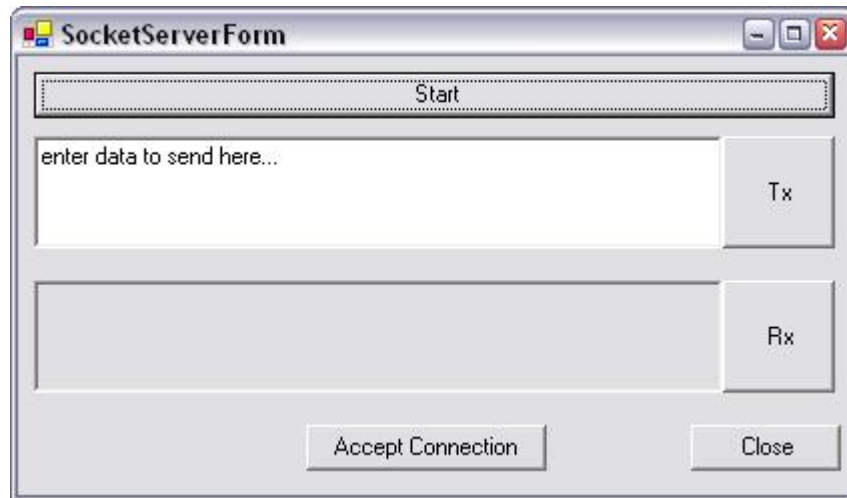 SocketServerForm
Start
enter data to send here...
Tx
Rx
Accept Connection
Close